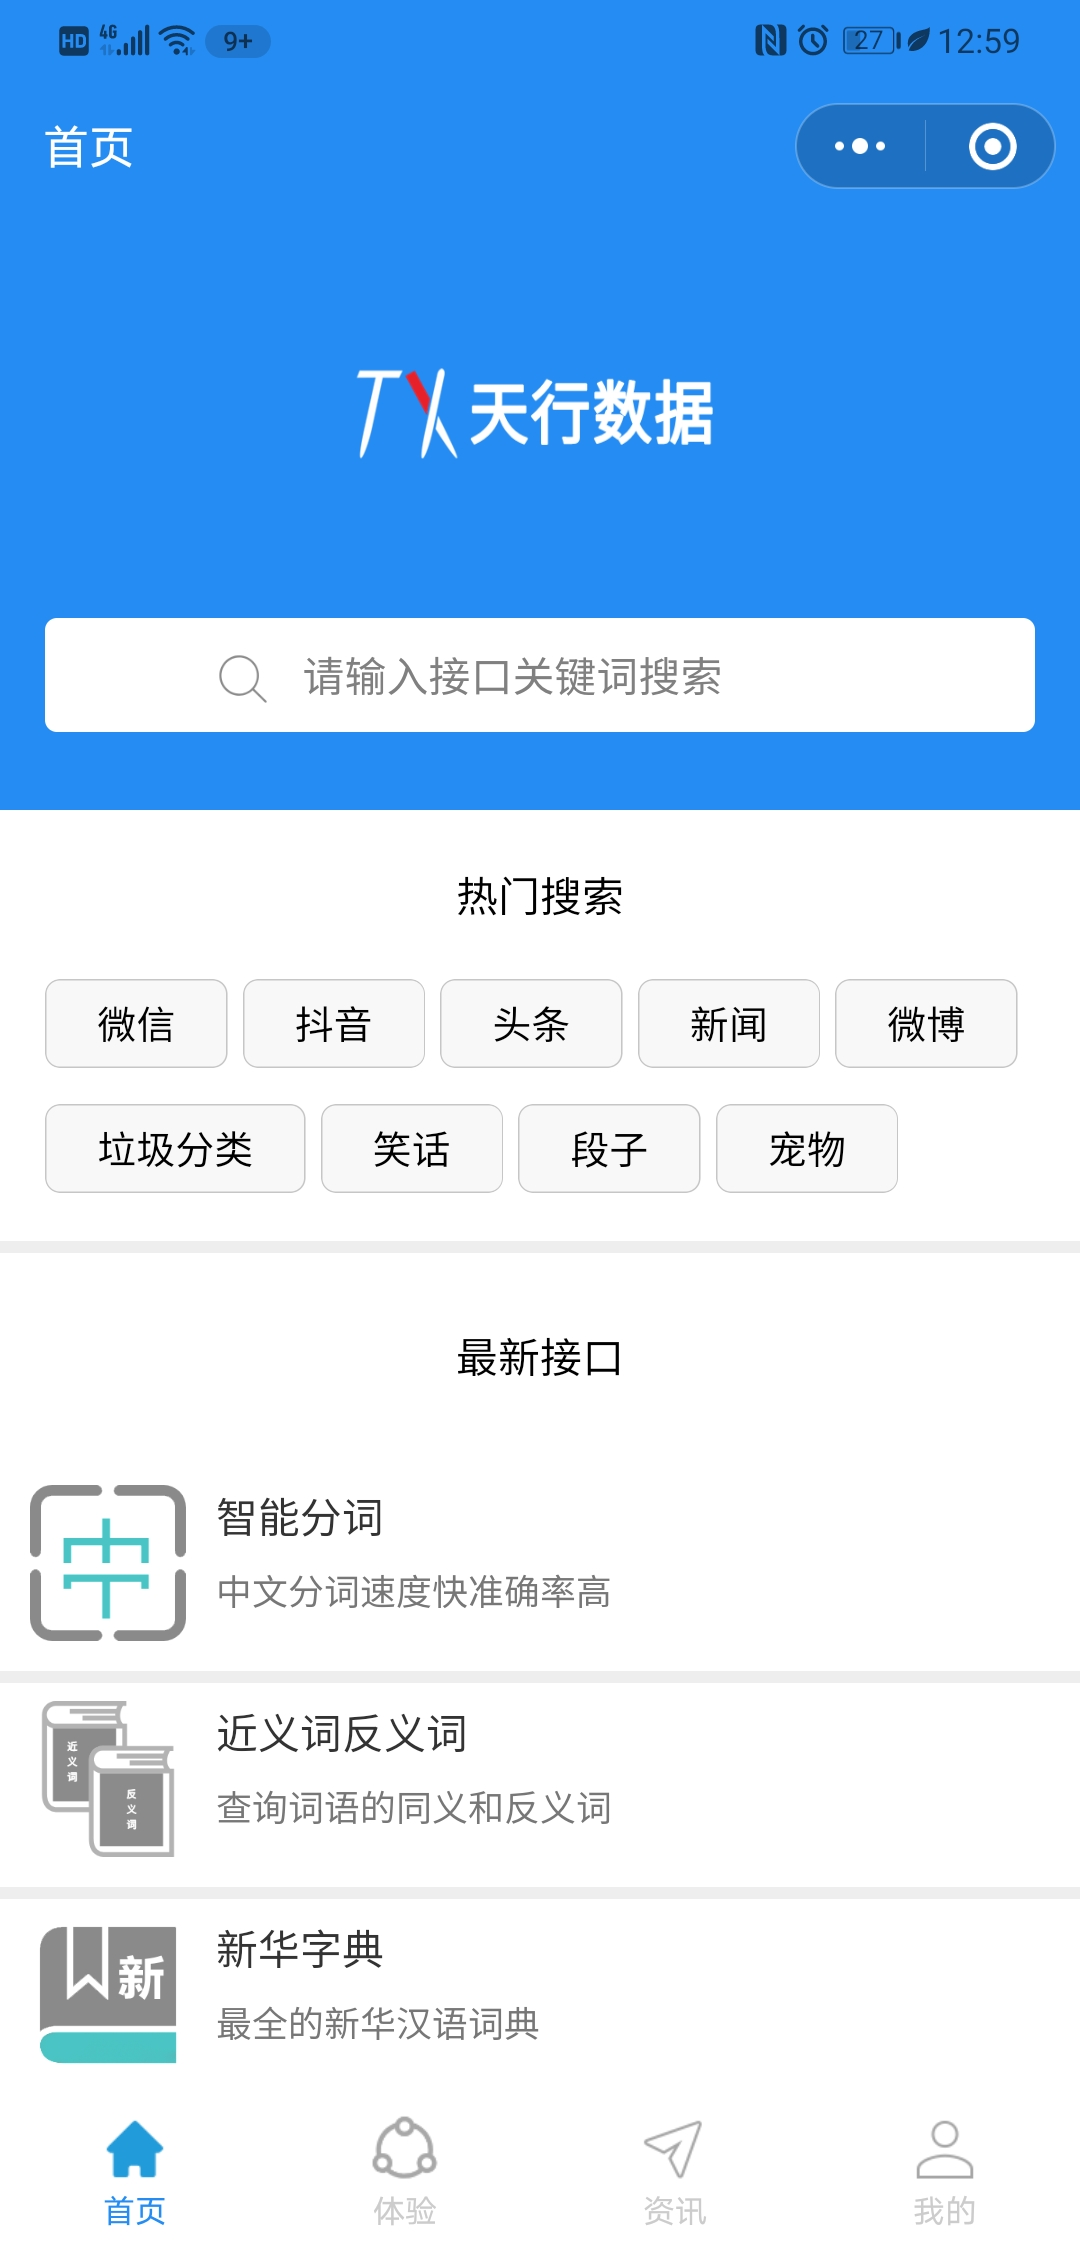 HD 4G 9+ 27 12:59
首页
TX 天行数据
请输入接口关键词搜索
热门搜索
微信 抖音 头条 新闻 微博
垃圾分类 笑话 段子 宠物
最新接口
中
智能分词
中文分词速度快准确率高
近义词
反义词
近义词反义词
查询词语的同义和反义词
新
新华字典
最全的新华汉语词典
首页 体验 资讯 我的